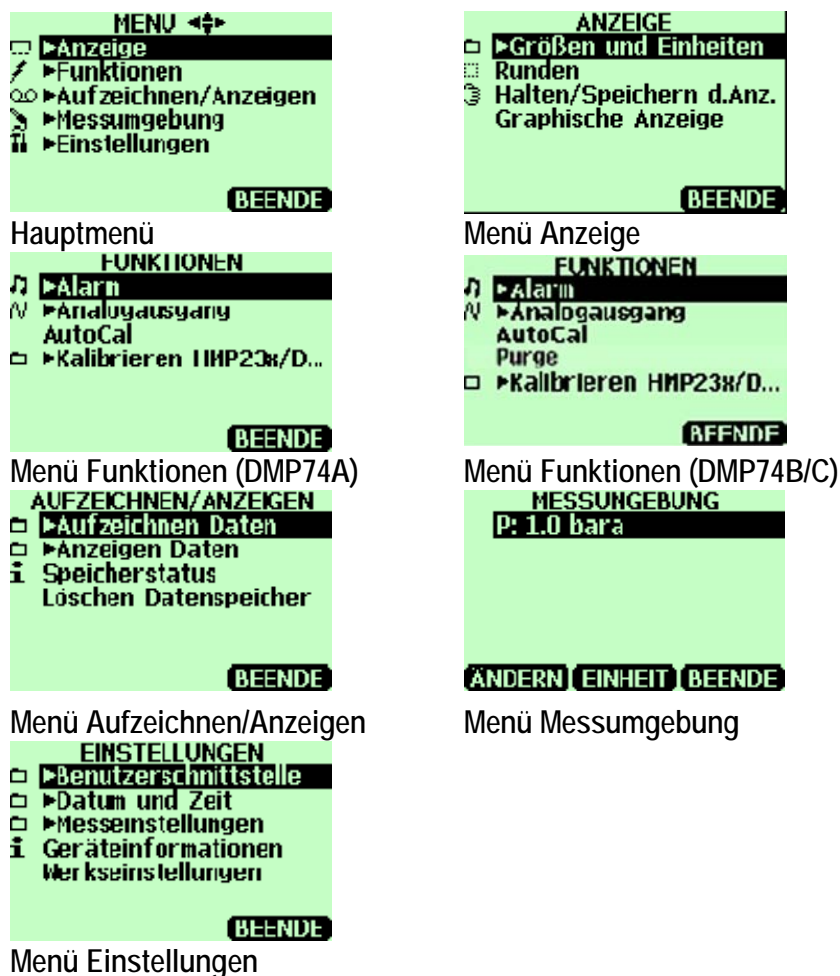 MENU
▶Anzeige
▶Funktionen
▶Aufzeichnen/Anzeigen
▶Messumgebung
▶Einstellungen
BEENDE
Hauptmenü
ANZEIGE
▶Größen und Einheiten
Runden
Halten/Speichern d.Anz.
Graphische Anzeige
BEENDE
Menü Anzeige
FUNKTIONEN
▶Alarm
▶Analogausgang
AutoCal
▶Kalibrieren HMP23x/D...
BEENDE
Menü Funktionen (DMP74A)
FUNKTIONEN
▶Alarm
▶Analogausgang
AutoCal
Purge
▶Kalibrieren HMP23x/D...
BEENDE
Menü Funktionen (DMP74B/C)
AUFZEICHNEN/ANZEIGEN
▶Aufzeichnen Daten
▶Anzeigen Daten
Speicherstatus
Löschen Datenspeicher
BEENDE
Menü Aufzeichnen/Anzeigen
MESSUNGEBUNG
P: 1.0 bara
ÄNDERN EINHEIT BEENDE
Menü Messumgebung
EINSTELLUNGEN
▶Benutzerschnittstelle
▶Datum und Zeit
▶Messeinstellungen
Geräteinformationen
Werkseinstellungen
BEENDE
Menü Einstellungen